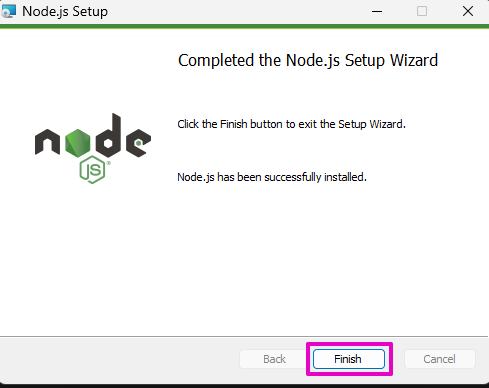 Node.js Setup
Completed the Node.js Setup Wizard
Click the Finish button to exit the Setup Wizard.
node
JS
®
Node.js has been successfully installed.
Back Finish Cancel